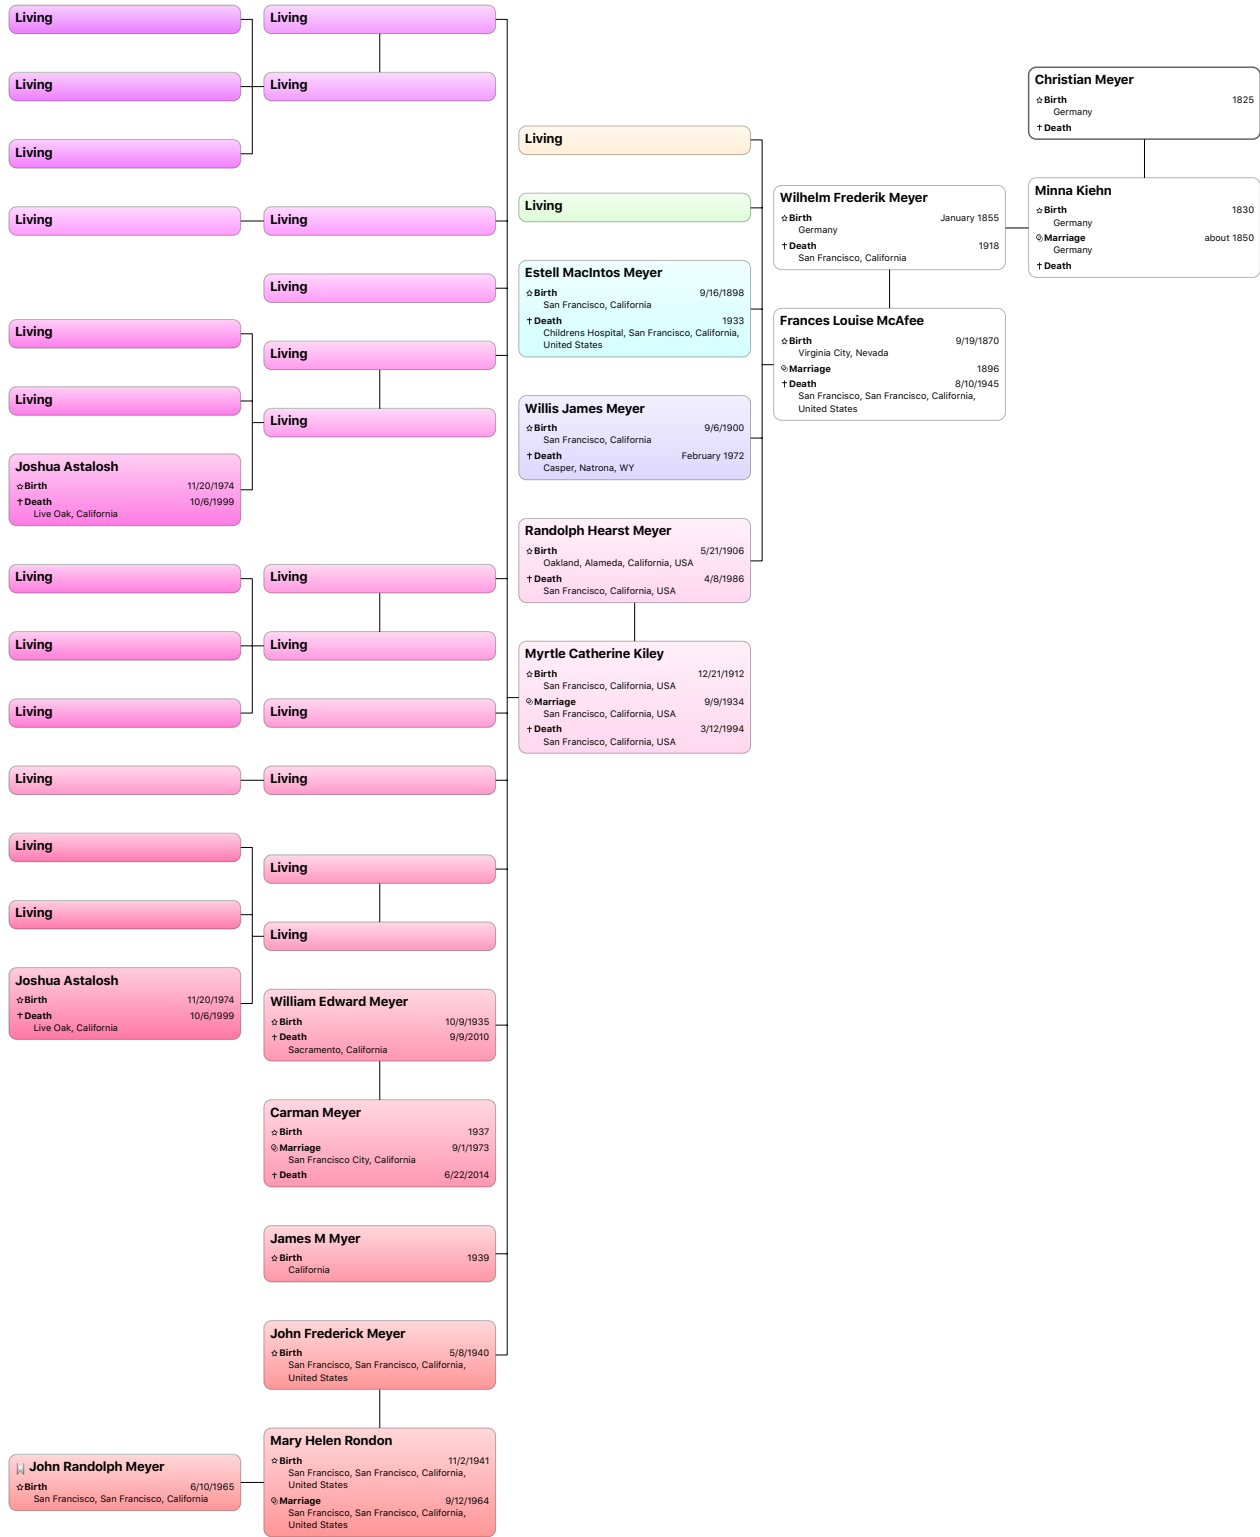 Living
Living
Living
Living
Living
Living
Living
Joshua Astalosh
☆Birth 11/20/1974
†Death 10/6/1999
Live Oak, California
Living
Living
Living
Living
Living
Living
Joshua Astalosh
☆Birth 11/20/1974
†Death 10/6/1999
Live Oak, California
John Randolph Meyer
☆Birth 6/10/1965
San Francisco, San Francisco, California
Living
Living
Living
Living
Living
Living
Living
Living
Living
Living
Living
Living
William Edward Meyer
☆Birth 10/9/1935
†Death 9/9/2010
Sacramento, California
Carman Meyer
☆Birth 1937
Marriage 9/1/1973
San Francisco City, California
†Death 6/22/2014
James M Myer
☆Birth 1939
California
John Frederick Meyer
☆Birth 5/8/1940
San Francisco, San Francisco, California,
United States
Mary Helen Rondon
☆Birth 11/2/1941
San Francisco, San Francisco, California,
United States
Marriage 9/12/1964
San Francisco, San Francisco, California,
United States
Living
Living
Estell MacIntos Meyer
☆Birth 9/16/1898
San Francisco, California
†Death 1933
Childrens Hospital, San Francisco, California,
United States
Willis James Meyer
☆Birth 9/6/1900
San Francisco, California
†Death February 1972
Casper, Natrona, WY
Randolph Hearst Meyer
☆Birth 5/21/1906
Oakland, Alameda, California, USA
†Death 4/8/1986
San Francisco, California, USA
Myrtle Catherine Kiley
☆Birth 12/21/1912
San Francisco, California, USA
Marriage 9/9/1934
San Francisco, California, USA
†Death 3/12/1994
San Francisco, California, USA
Wilhelm Frederik Meyer
☆Birth January 1855
Germany
†Death 1918
San Francisco, California
Frances Louise McAfee
☆Birth 9/19/1870
Virginia City, Nevada
Marriage 1896
†Death 8/10/1945
San Francisco, San Francisco, California,
United States
Christian Meyer
☆Birth 1825
Germany
†Death
Minna Kiehn
☆Birth 1830
Germany
Marriage about 1850
Germany
†Death